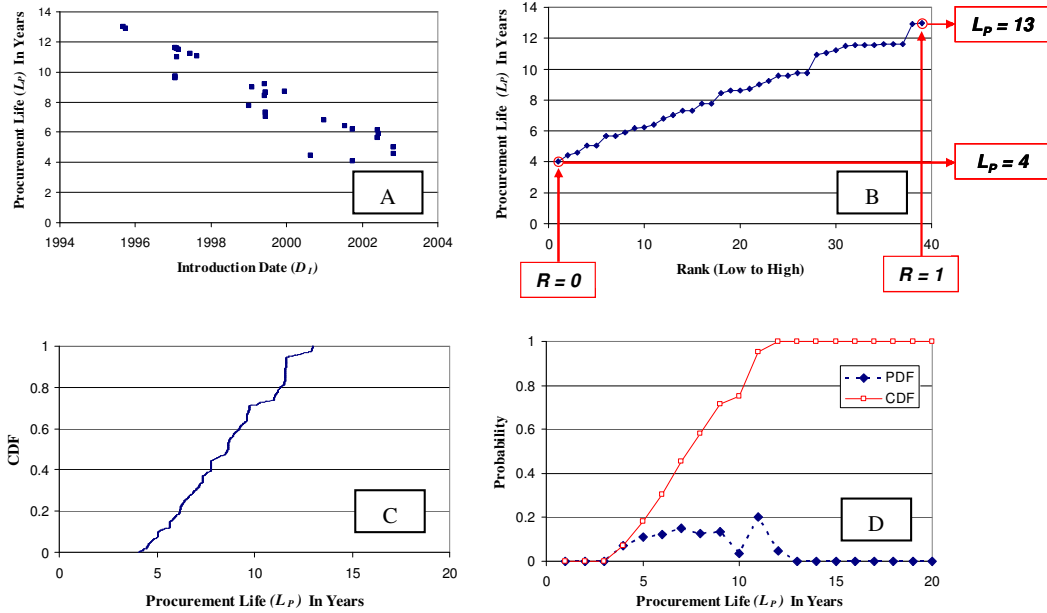 Procurement Life (LP) In Years
14
12
10
8
6
4
2
0
1994 1996 1998 2000 2002 2004
Introduction Date (DI)
A
Procurement Life (LP) In Years
14
12
10
8
6
4
2
0
0 10 20 30 40
Rank (Low to High)
B
LP = 13
LP = 4
R = 0
R = 1
CDF
1
0.8
0.6
0.4
0.2
0
0 5 10 15 20
Procurement Life (LP) In Years
C
Probability
1
0.8
0.6
0.4
0.2
0
0 5 10 15 20
Procurement Life (LP) In Years
PDF
CDF
D